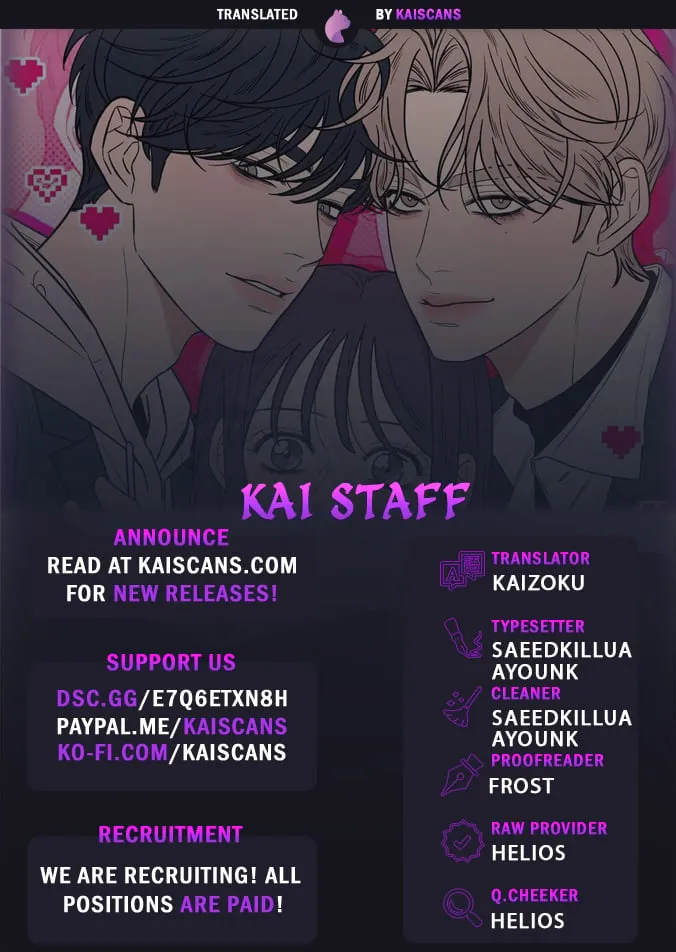 TRANSLATED BY KAISCANS
KAI STAFF
ANNOUNCE
READ AT KAISCANS.COM
FOR NEW RELEASES!
SUPPORT US
DSC.GG/E7Q6ETXN8H
PAYPAL.ME/KAISCANS
KO-FI.COM/KAISCANS
RECRUITMENT
WE ARE RECRUITING! ALL
POSITIONS ARE PAID!
TRANSLATOR
KAIZOKU
TYPESETTER
SAEEDKILLUA
AYOUNK
CLEANER
SAEEDKILLUA
AYOUNK
PROOFREADER
FROST
RAW PROVIDER
HELIOS
Q.CHEEKER
HELIOS